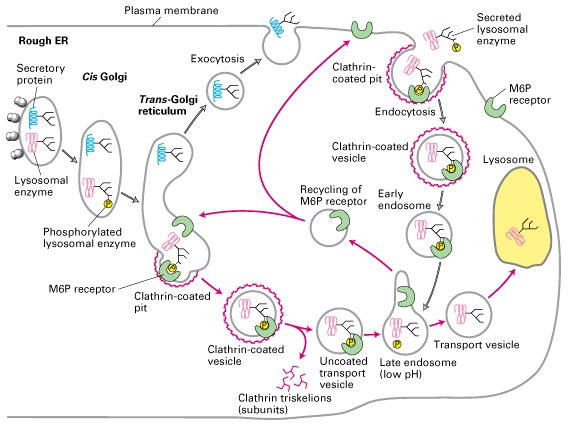 Plasma membrane
Rough ER
Secretory
protein
Lysosomal
enzyme
Cis Golgi
Phosphorylated
lysosomal enzyme
P
Trans-Golgi
reticulum
Exocytosis
M6P receptor
Clathrin-coated
pit
P
Clathrin-coated
vesicle
P
Clathrin triskelions
(subunits)
Uncoated
transport
vesicle
P
Late endosome
(low pH)
P
Transport vesicle
Lysosome
Recycling of
M6P receptor
Secreted
lysosomal
enzyme
P
Clathrin-
coated pit
P
Endocytosis
M6P
receptor
Clathrin-coated
vesicle
P
Early
endosome
P